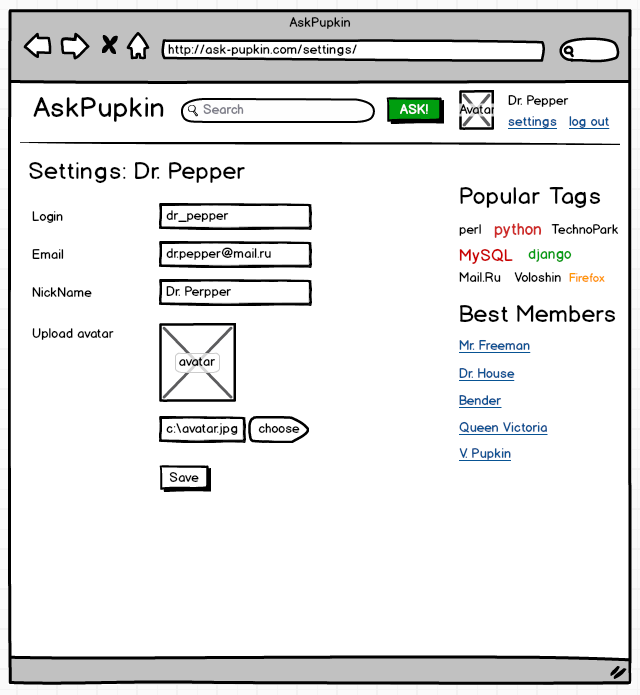 AskPupkin
http://ask-pupkin.com/settings/
AskPupkin
Search
ASK!
Avatar
Dr. Pepper
settings log out
Settings: Dr. Pepper
Login dr_pepper
Email dr.pepper@mail.ru
NickName Dr. Perpper
Upload avatar
avatar
c:\avatar.jpg choose
Save
Popular Tags
perl python TechnoPark
MySQL django
Mail.Ru Voloshin Firefox
Best Members
Mr. Freeman
Dr. House
Bender
Queen Victoria
V. Pupkin